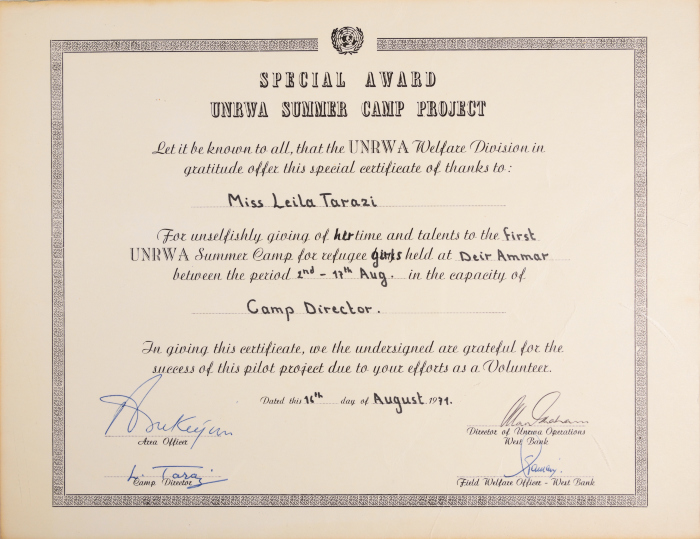 SPECIAL AWARD
UNRWA SUMMER CAMP PROJECT
Let it be known to all, that the UNRWA Welfare Division in
gratitude offer this special certificate of thanks to:
Miss Leila Tarazi
For unselfishly giving of her time and talents to the first
UNRWA Summer Camp for refugee girls held at Deir Ammar
between the period 2nd - 17th Aug. in the capacity of
Camp Director.
In giving this certificate, we the undersigned are grateful for the
success of this pilot project due to your efforts as a Volunteer.
Dated this 16th day of August 1971.
Area Officer
Director of Unrwa Operations
West Bank
L. Tarazi
Camp Director
Field Welfare Officer - West Bank